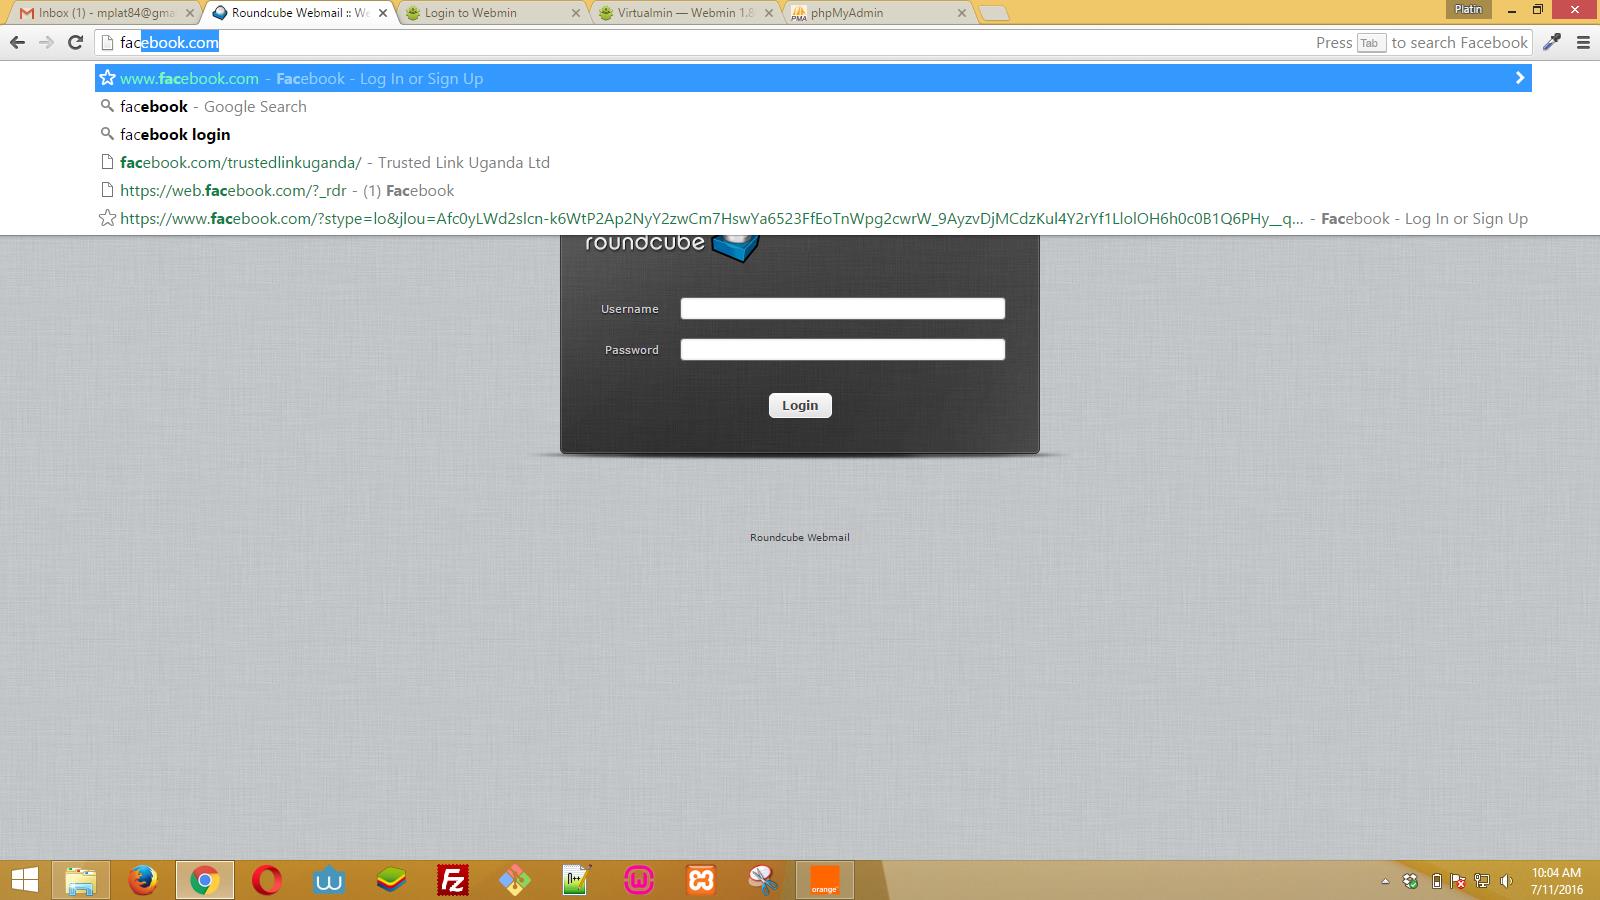 Inbox (1) - mplat84@gma
Roundcube Webmail :: We
Login to Webmin
Virtualmin — Webmin 1.8
phpMyAdmin
Platin
facebook.com
Press Tab to search Facebook
www.facebook.com - Facebook - Log In or Sign Up
facebook - Google Search
facebook login
facebook.com/trustedlinkuganda/ - Trusted Link Uganda Ltd
https://web.facebook.com/?_rdr - (1) Facebook
https://www.facebook.com/?stype=lo&jlou=Afc0yLWd2slcn-k6WtP2Ap2NyY2zwCm7HswYa6523FfEoTnWpg2cwrW_9AyzvDjMCdzKul4Y2rYf1LlolOH6h0c0B1Q6PHy__q... - Facebook - Log In or Sign Up
roundcube
Username
Password
Login
Roundcube Webmail
orange
10:04 AM
7/11/2016